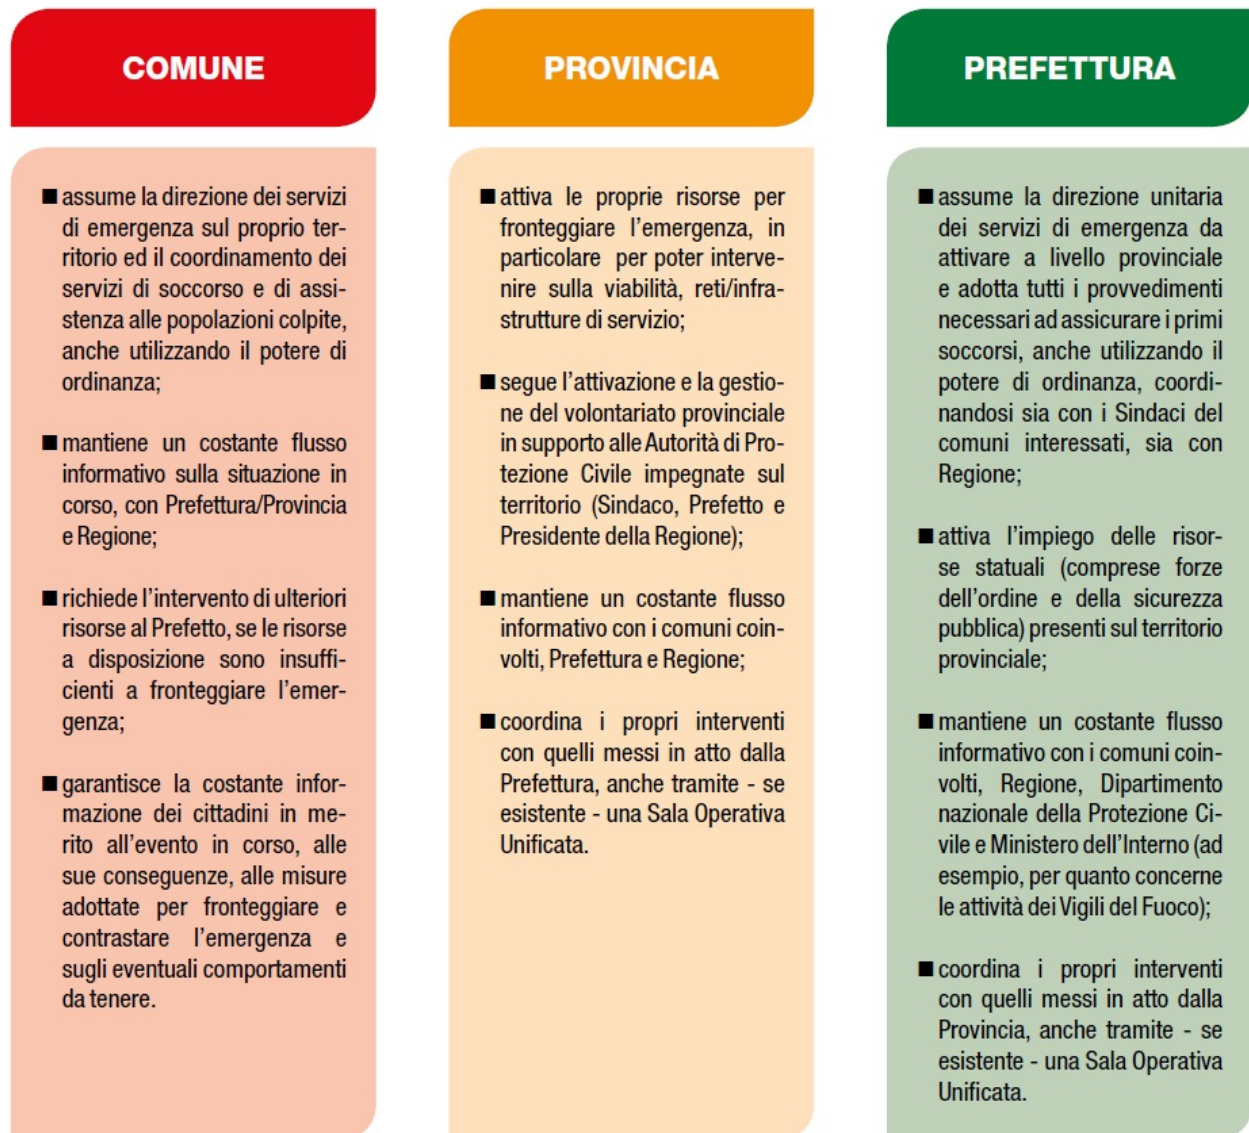 COMUNE
■ assume la direzione dei servizi
di emergenza sul proprio ter-
ritorio ed il coordinamento dei
servizi di soccorso e di assi-
stenza alle popolazioni colpite,
anche utilizzando il potere di
ordinanza;
■ mantiene un costante flusso
informativo sulla situazione in
corso, con Prefettura/Provincia
e Regione;
■ richiede l'intervento di ulteriori
risorse al Prefetto, se le risorse
a disposizione sono insuffi-
cienti a fronteggiare l'emer-
genza;
■ garantisce la costante infor-
mazione dei cittadini in me-
rito all'evento in corso, alle
sue conseguenze, alle misure
adottate per fronteggiare e
contrastare l'emergenza e
sugli eventuali comportamenti
da tenere.
PROVINCIA
■ attiva le proprie risorse per
fronteggiare l'emergenza, in
particolare per poter interve-
nire sulla viabilità, reti/infra-
strutture di servizio;
■ segue l'attivazione e la gestio-
ne del volontariato provinciale
in supporto alle Autorità di Pro-
tezione Civile impegnate sul
territorio (Sindaco, Prefetto e
Presidente della Regione);
■ mantiene un costante flusso
informativo con i comuni coin-
volti, Prefettura e Regione;
■ coordina i propri interventi
con quelli messi in atto dalla
Prefettura, anche tramite - se
esistente - una Sala Operativa
Unificata.
PREFETTURA
■ assume la direzione unitaria
dei servizi di emergenza da
attivare a livello provinciale
e adotta tutti i provvedimenti
necessari ad assicurare i primi
soccorsi, anche utilizzando il
potere di ordinanza, coordi-
nandosi sia con i Sindaci del
comuni interessati, sia con
Regione;
■ attiva l'impiego delle risor-
se statuali (comprese forze
dell'ordine e della sicurezza
pubblica) presenti sul territorio
provinciale;
■ mantiene un costante flusso
informativo con i comuni coin-
volti, Regione, Dipartimento
nazionale della Protezione Ci-
vile e Ministero dell'Interno (ad
esempio, per quanto concerne
le attività dei Vigili del Fuoco);
■ coordina i propri interventi
con quelli messi in atto dalla
Provincia, anche tramite - se
esistente - una Sala Operativa
Unificata.